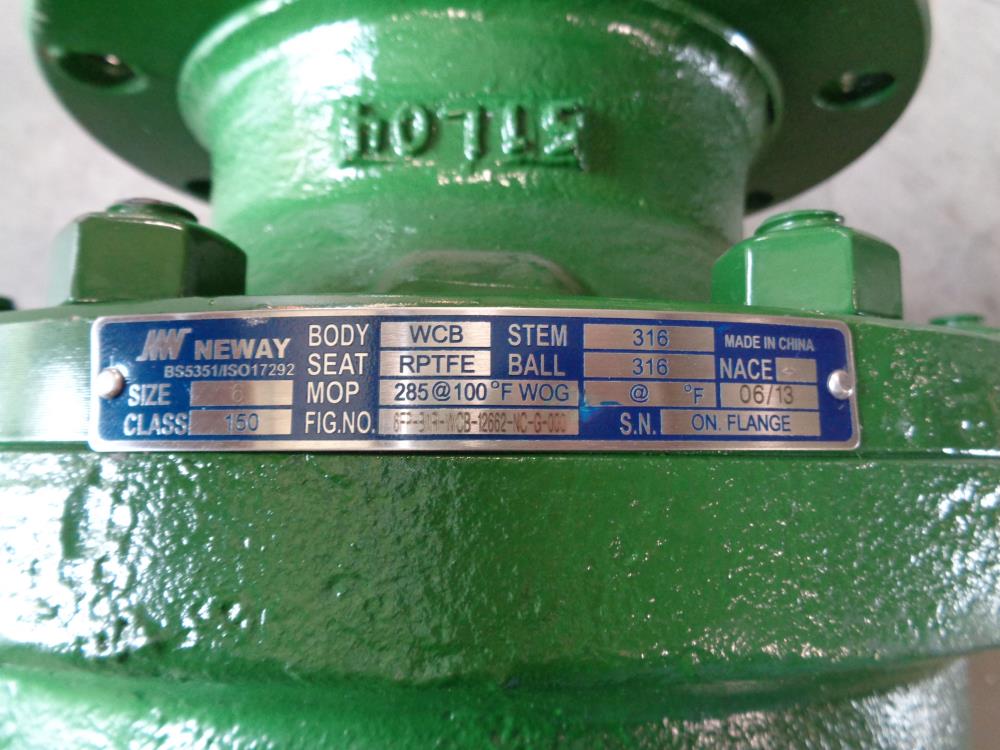 NEWAY
BS5351/ISO17292
SIZE 6
CLASS 150
BODY WCB STEM 316 MADE IN CHINA
SEAT RPTFE BALL 316 NACE -
MOP 285@100°F WOG @ °F 06/13
FIG.NO. S.N. ON. FLANGE